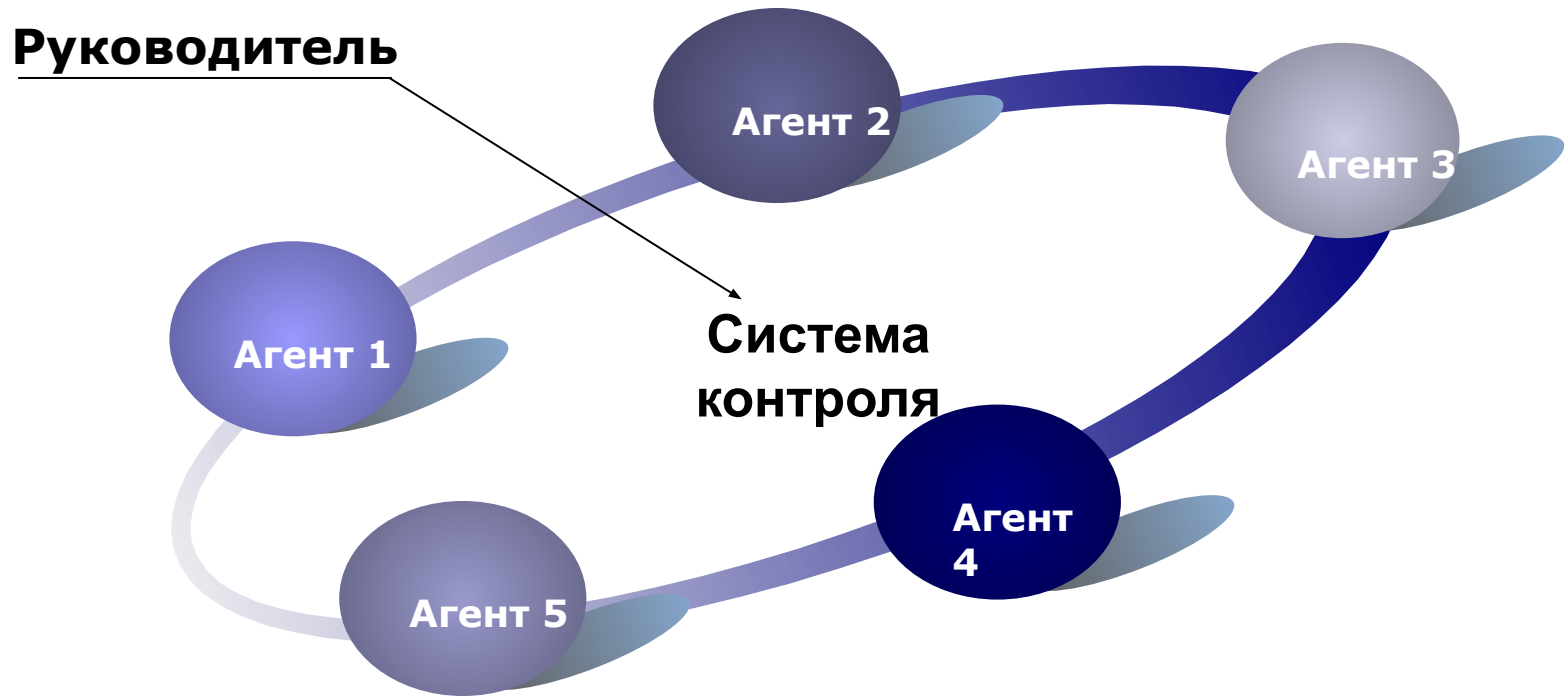 Руководитель
Агент 2
Агент 3
Агент 1
Система
контроля
Агент
4
Агент 5